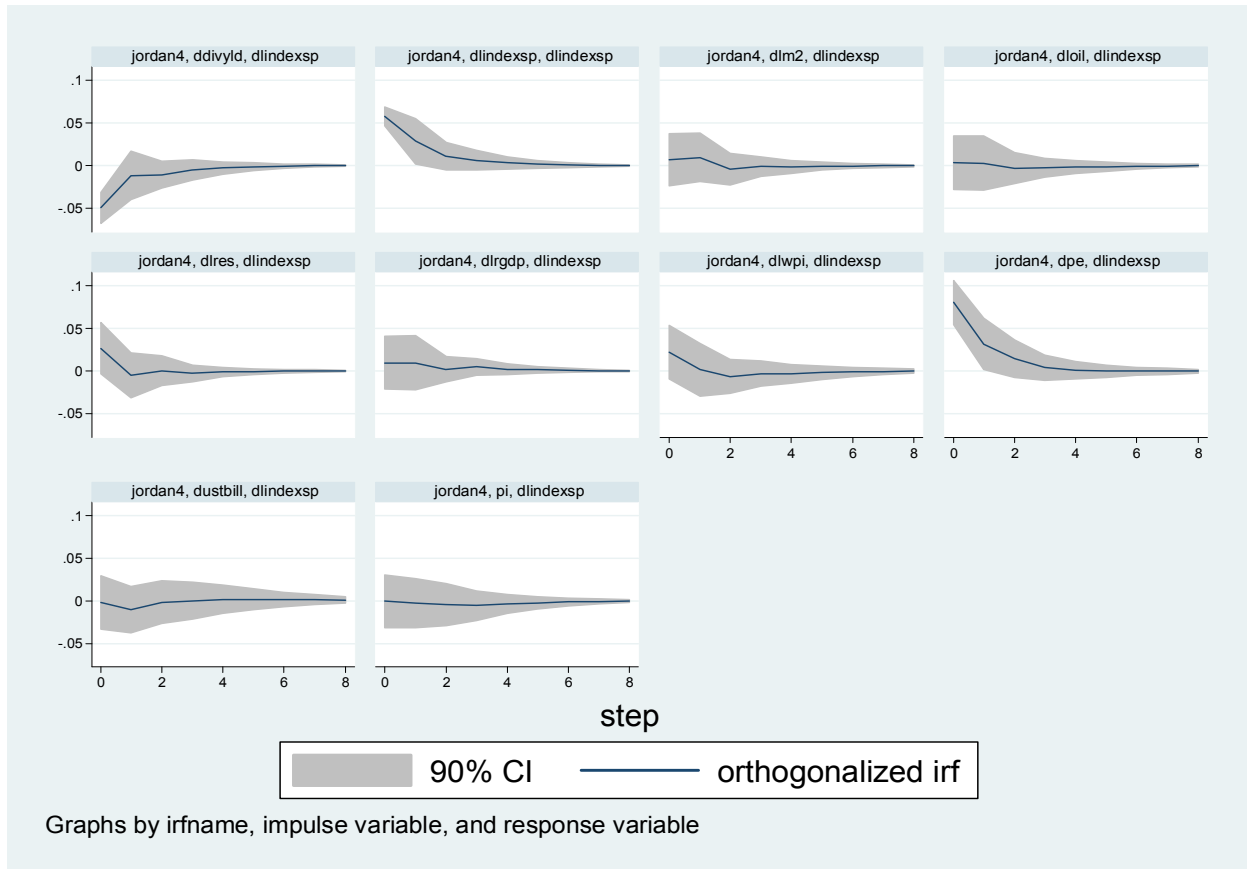 jordan4, ddivyld, dlindexsp
jordan4, dlindexsp, dlindexsp
jordan4, dlm2, dlindexsp
jordan4, dloil, dlindexsp
.1
.05
0
-.05
jordan4, dlres, dlindexsp
jordan4, dlrgdp, dlindexsp
jordan4, dlwpi, dlindexsp
jordan4, dpe, dlindexsp
.1
.05
0
-.05
0 2 4 6 8
0 2 4 6 8
jordan4, dustbill, dlindexsp
jordan4, pi, dlindexsp
.1
.05
0
-.05
0 2 4 6 8
0 2 4 6 8
step
90% CI
orthogonalized irf
Graphs by irfname, impulse variable, and response variable